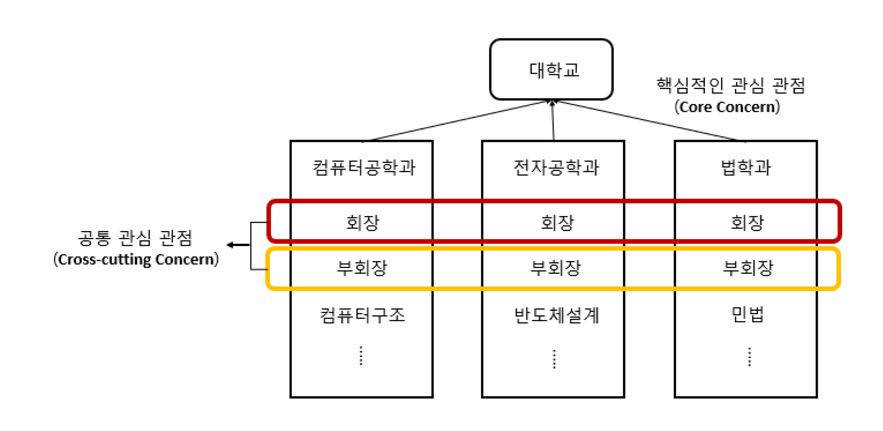 대학교
핵심적인 관심 관점
(Core Concern)
컴퓨터공학과 전자공학과 법학과
회장 회장 회장
공통 관심 관점
(Cross-cutting Concern)
부회장 부회장 부회장
컴퓨터구조 반도체설계 민법